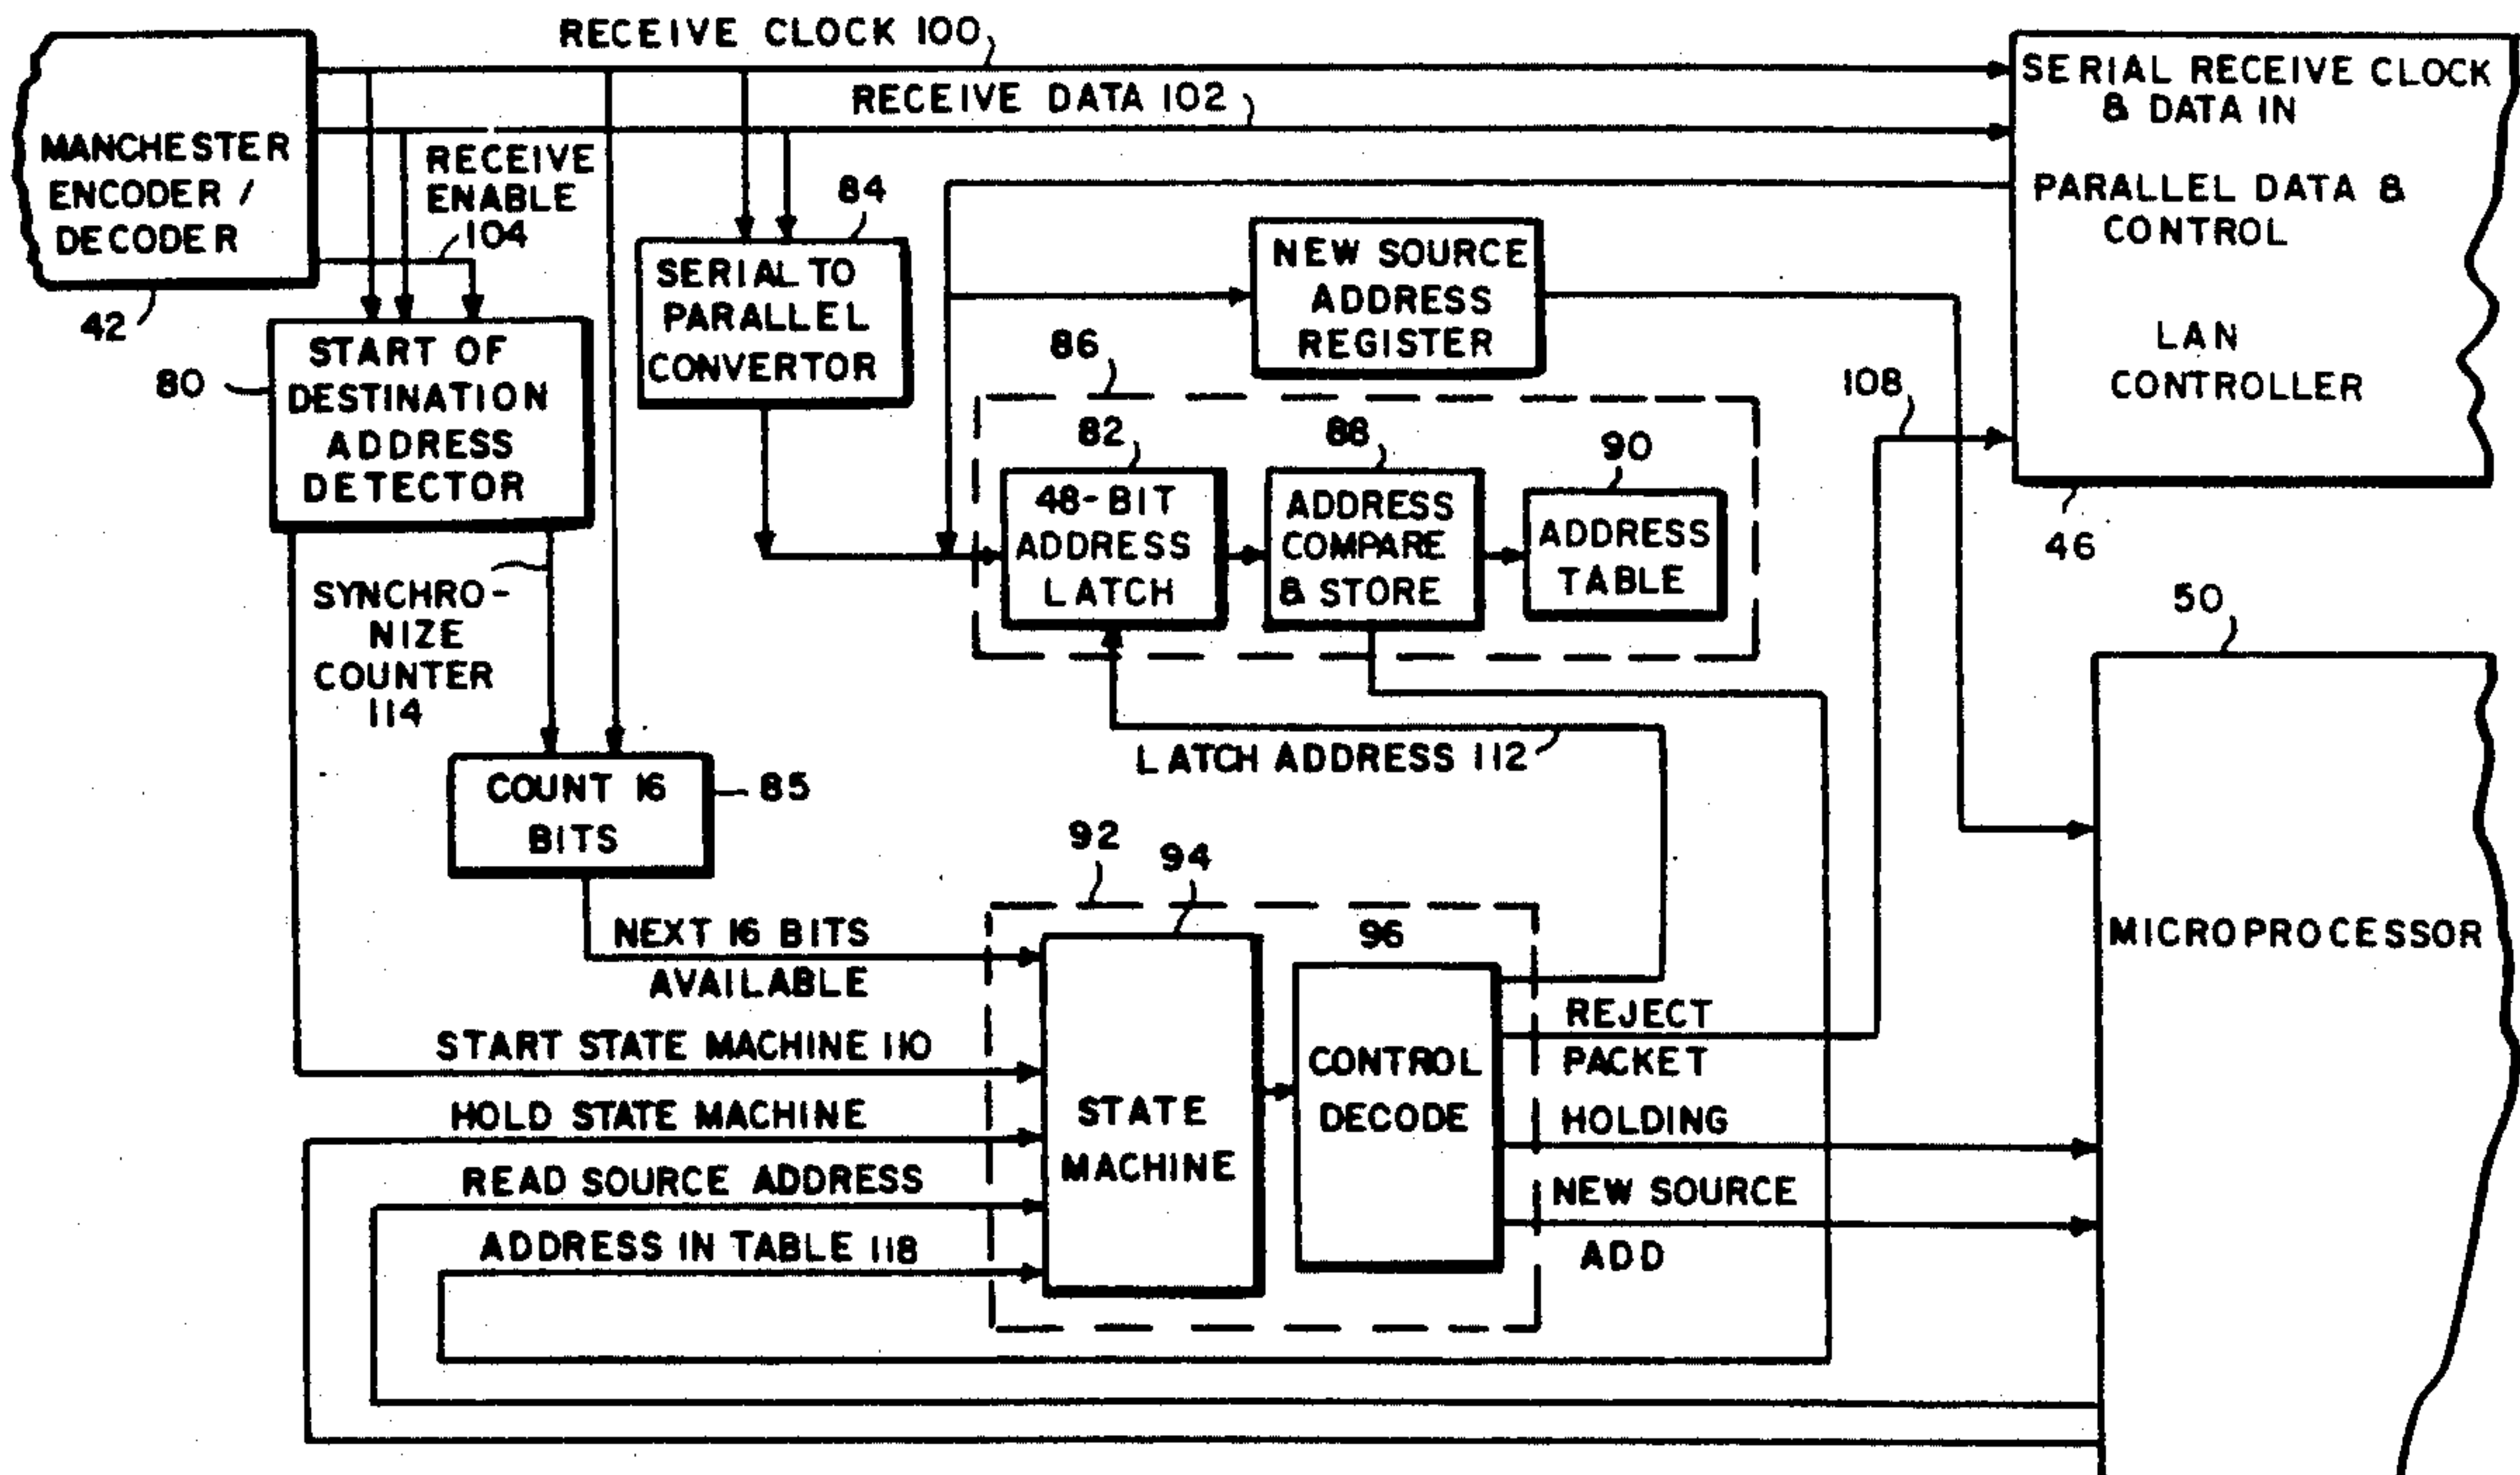 RECEIVE CLOCK 100
RECEIVE DATA 102
MANCHESTER
ENCODER /
DECODER
42
RECEIVE
ENABLE
104
84
SERIAL TO
PARALLEL
CONVERTOR
NEW SOURCE
ADDRESS
REGISTER
SERIAL RECEIVE CLOCK
& DATA IN
PARALLEL DATA &
CONTROL
LAN
CONTROLLER
46
80
START OF
DESTINATION
ADDRESS
DETECTOR
86
82
48-BIT
ADDRESS
LATCH
88
ADDRESS
COMPARE
& STORE
90
ADDRESS
TABLE
108
SYNCHRO-
NIZE
COUNTER
114
LATCH ADDRESS 112
50
MICROPROCESSOR
COUNT 16
BITS
85
92
94
96
NEXT 16 BITS
AVAILABLE
START STATE MACHINE 110
HOLD STATE MACHINE
READ SOURCE ADDRESS
ADDRESS IN TABLE 118
STATE
MACHINE
CONTROL
DECODE
REJECT
PACKET
HOLDING
NEW SOURCE
ADD